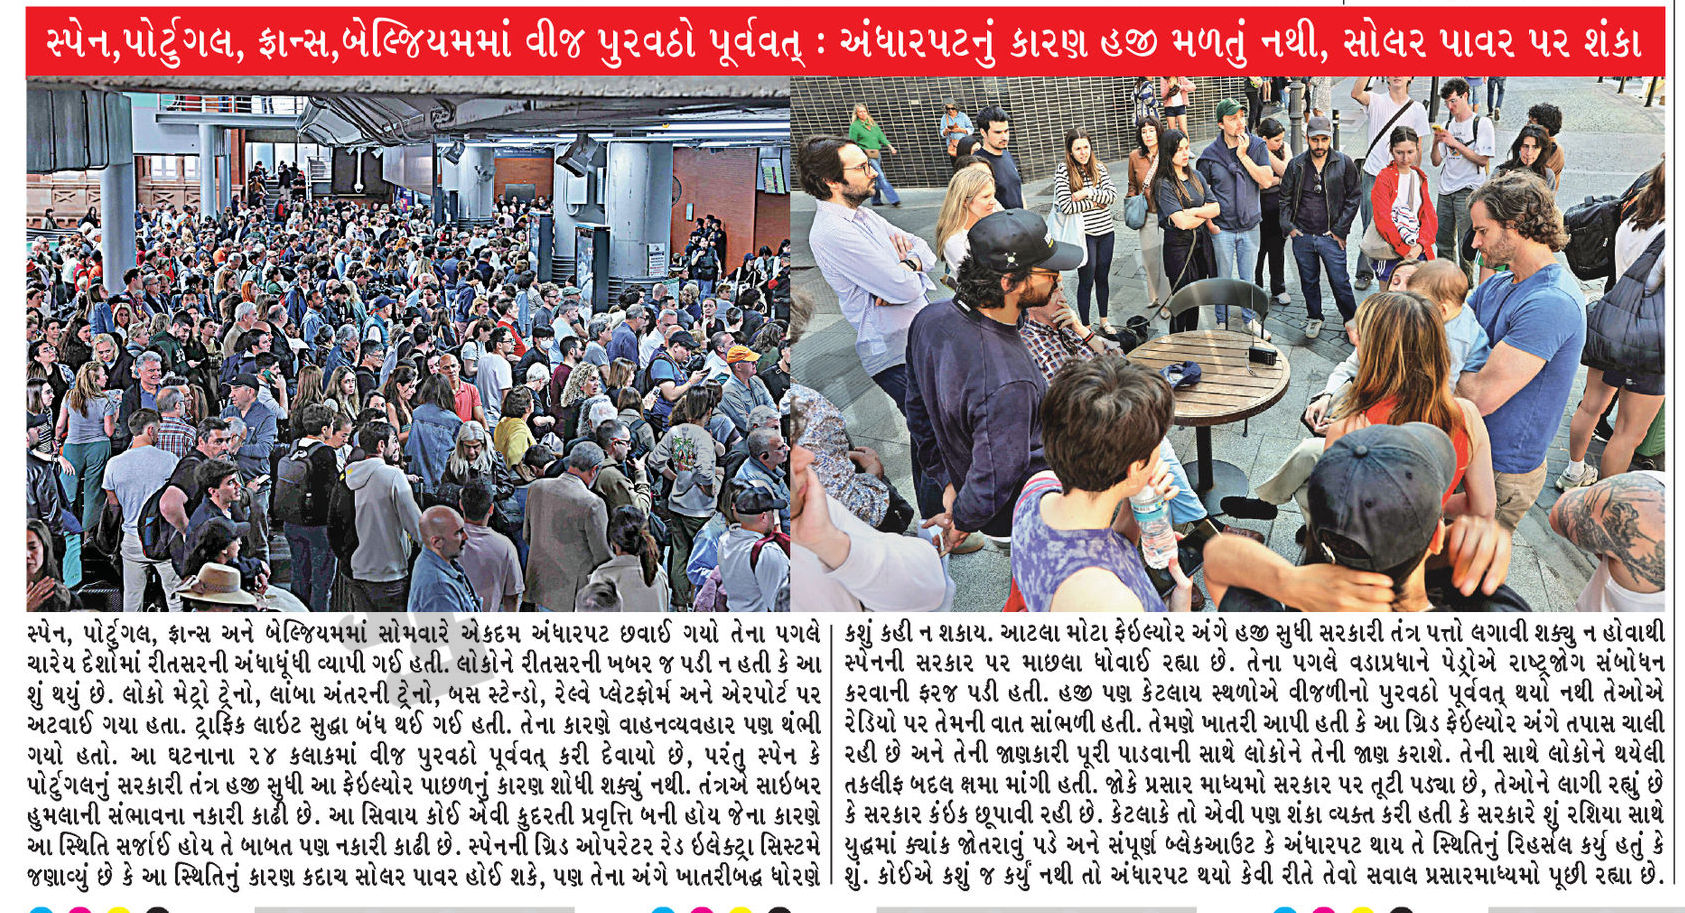 સ્પેન,પોર્ટુગલ, ફ્રાન્સ,બેલ્જિયમમાં વીજ પુરવઠો પૂર્વવત્ : અંધારપટનું કારણ હજી મળતું નથી, સોલર પાવર પર શંકા
સ્પેન, પોર્ટુગલ, ફ્રાન્સ અને બેલ્જિયમમાં સોમવારે એકદમ અંધારપટ છવાઈ ગયો તેના પગલે
ચારેય દેશોમાં રીતસરની અંધાધૂંધી વ્યાપી ગઈ હતી. લોકોને રીતસરની ખબર જ પડી ન હતી કે આ
શું થયું છે. લોકો મેટ્રો ટ્રેનો, લાંબા અંતરની ટ્રેનો, બસ સ્ટેન્ડો, રેલ્વે પ્લેટફોર્મ અને એરપોર્ટ પર
અટવાઈ ગયા હતા. ટ્રાફિક લાઇટ સુદ્ધા બંધ થઈ ગઈ હતી. તેના કારણે વાહનવ્યવહાર પણ થંભી
ગયો હતો. આ ઘટનાના ૨૪ કલાકમાં વીજ પુરવઠો પૂર્વવત્ કરી દેવાયો છે, પરંતુ સ્પેન કે
પોર્ટુગલનું સરકારી તંત્ર હજી સુધી આ ફેઇલ્યોર પાછળનું કારણ શોધી શક્યું નથી. તંત્રએ સાઇબર
હુમલાની સંભાવના નકારી કાઢી છે. આ સિવાય કોઈ એવી કુદરતી પ્રવૃત્તિ બની હોય જેના કારણે
આ સ્થિતિ સર્જાઈ હોય તે બાબત પણ નકારી કાઢી છે. સ્પેનની ગ્રિડ ઓપરેટર રેડ ઇલેક્ટ્રા સિસ્ટમે
જણાવ્યું છે કે આ સ્થિતિનું કારણ કદાચ સોલર પાવર હોઈ શકે, પણ તેના અંગે ખાતરીબદ્ધ ધોરણે
કશું કહી ન શકાય. આટલા મોટા ફેઇલ્યોર અંગે હજી સુધી સરકારી તંત્ર પત્તો લગાવી શક્યુ ન હોવાથી
સ્પેનની સરકાર પર માછલા ધોવાઈ રહ્યા છે. તેના પગલે વડાપ્રધાને પેડ્રોએ રાષ્ટ્રજોગ સંબોધન
કરવાની ફરજ પડી હતી. હજી પણ કેટલાય સ્થળોએ વીજળીનો પુરવઠો પૂર્વવત્ થયો નથી તેઓએ
રેડિયો પર તેમની વાત સાંભળી હતી. તેમણે ખાતરી આપી હતી કે આ ગ્રિડ ફેઇલ્યોર અંગે તપાસ ચાલી
રહી છે અને તેની જાણકારી પૂરી પાડવાની સાથે લોકોને તેની જાણ કરાશે. તેની સાથે લોકોને થયેલી
તકલીફ બદલ ક્ષમા માંગી હતી. જોકે પ્રસાર માધ્યમો સરકાર પર તૂટી પડ્યા છે, તેઓને લાગી રહ્યું છે
કે સરકાર કંઇક છૂપાવી રહી છે. કેટલાકે તો એવી પણ શંકા વ્યક્ત કરી હતી કે સરકારે શું રશિયા સાથે
યુદ્ધમાં ક્યાંક જોતરાવું પડે અને સંપૂર્ણ બ્લેકઆઉટ કે અંધારપટ થાય તે સ્થિતિનું રિહર્સલ કર્યુ હતું કે
શું. કોઈએ કશું જ કર્યું નથી તો અંધારપટ થયો કેવી રીતે તેવો સવાલ પ્રસારમાધ્યમો પૂછી રહ્યા છે.